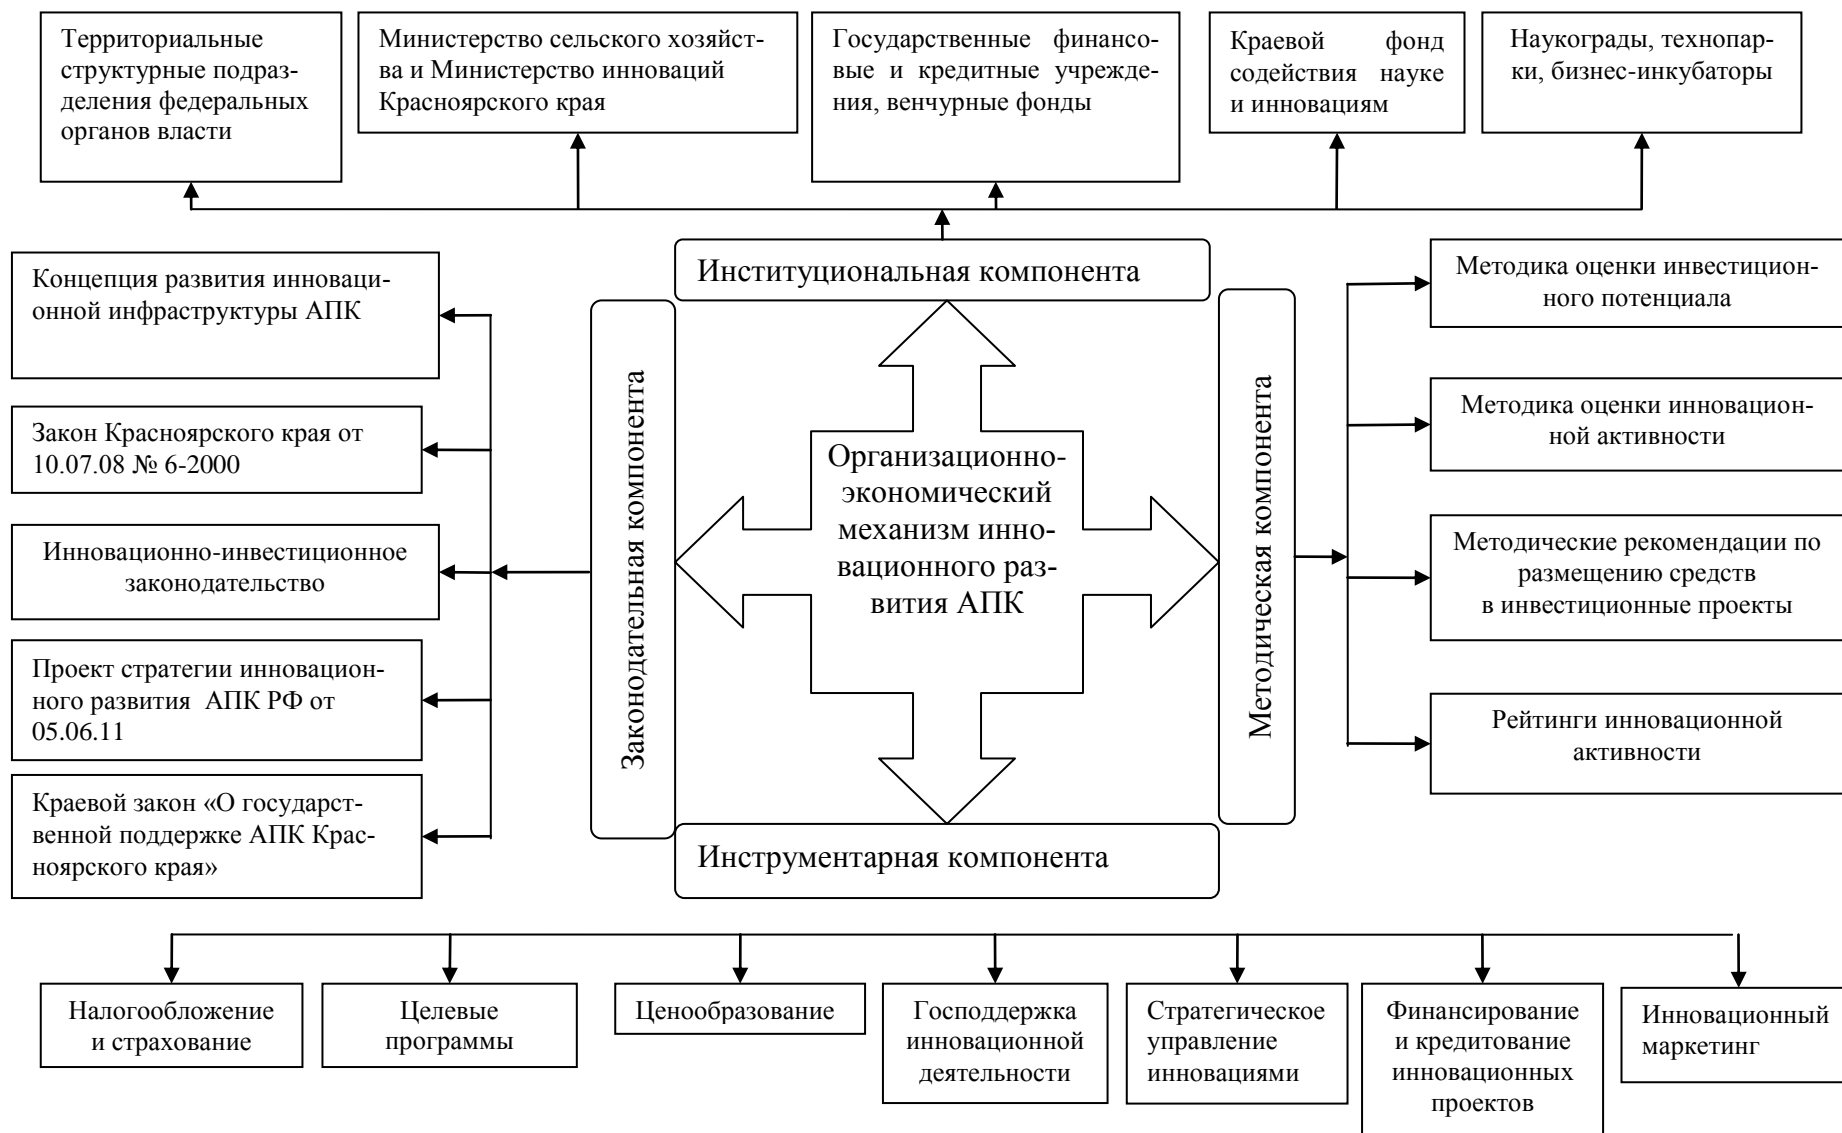 Территориальные
структурные подраз-
деления федеральных
органов власти
Министерство сельского хозяйст-
ва и Министерство инноваций
Красноярского края
Государственные финансо-
вые и кредитные учрежде-
ния, венчурные фонды
Краевой фонд
содействия науке
и инновациям
Наукограды, технопар-
ки, бизнес-инкубаторы
Институциональная компонента
Концепция развития инноваци-
онной инфраструктуры АПК
Закон Красноярского края от
10.07.08 № 6-2000
Инновационно-инвестиционное
законодательство
Проект стратегии инновацион-
ного развития АПК РФ от
05.06.11
Краевой закон «О государст-
венной поддержке АПК Крас-
ноярского края»
Законодательная компонента
Организационно-
экономический
механизм инно-
вационного раз-
вития АПК
Методическая компонента
Методика оценки инвестицион-
ного потенциала
Методика оценки инновацион-
ной активности
Методические рекомендации по
размещению средств
в инвестиционные проекты
Рейтинги инновационной
активности
Инструментарная компонента
Налогообложение
и страхование
Целевые
программы
Ценообразование
Господдержка
инновационной
деятельности
Стратегическое
управление
инновациями
Финансирование
и кредитование
инновационных
проектов
Инновационный
маркетинг